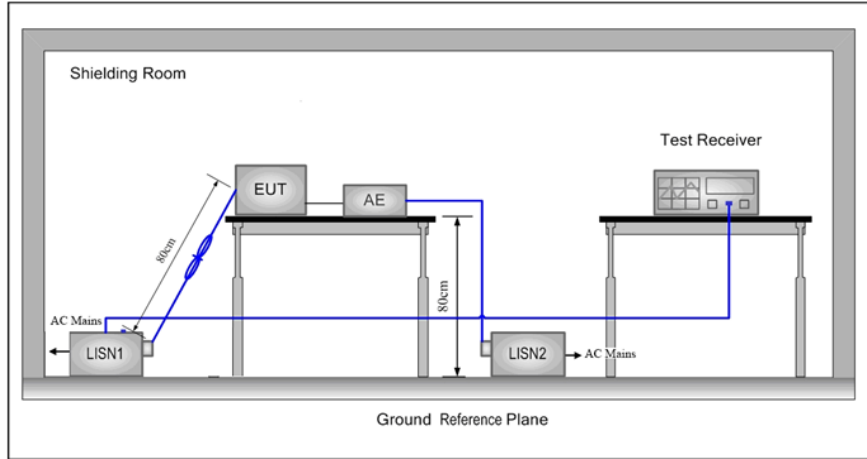 Shielding Room
Test Receiver
EUT
AE
80cm
80cm
AC Mains
LISN1
LISN2
AC Mains
Ground Reference Plane